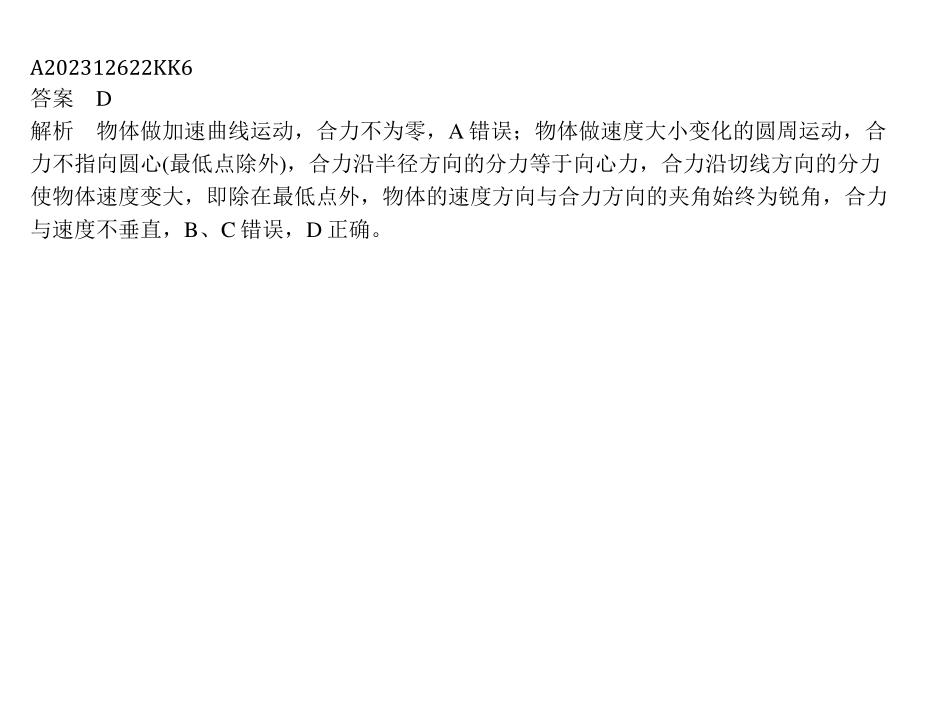 A202312622KK6
答案　D
解析　物体做加速曲线运动，合力不为零，A 错误；物体做速度大小变化的圆周运动，合
力不指向圆心(最低点除外)，合力沿半径方向的分力等于向心力，合力沿切线方向的分力
使物体速度变大，即除在最低点外，物体的速度方向与合力方向的夹角始终为锐角，合力
与速度不垂直，B、C 错误，D 正确。